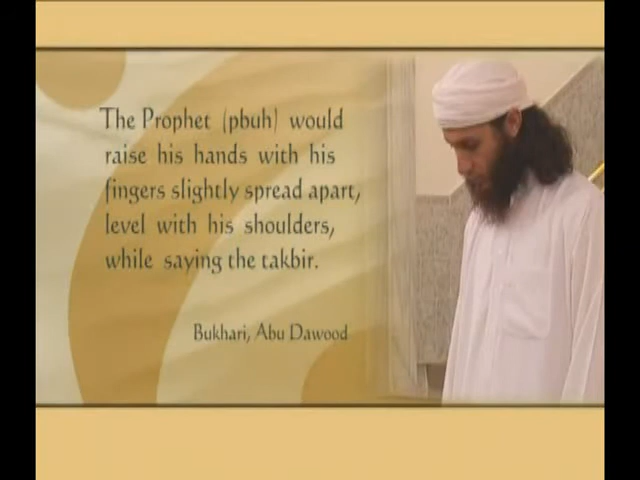 The Prophet (pbuh) would
raise his hands with his
fingers slightly spread apart,
level with his shoulders,
while saying the takbir.
Bukhari, Abu Dawood